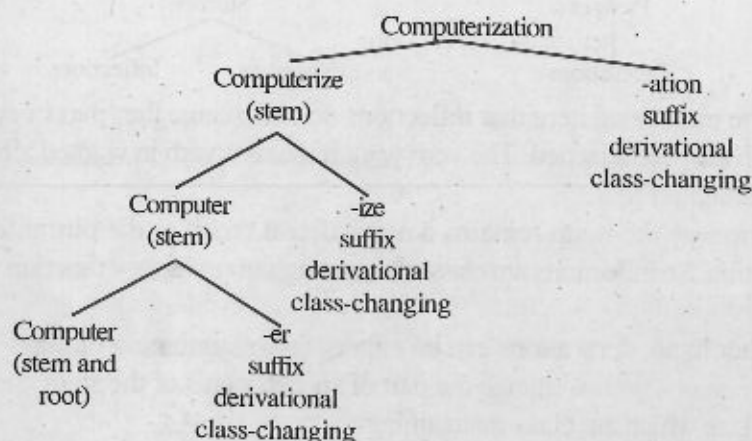 Computerization
Computerize
(stem)
-ation
suffix
derivational
class-changing
Computer
(stem)
-ize
suffix
derivational
class-changing
Computer
(stem and
root)
-er
suffix
derivational
class-changing